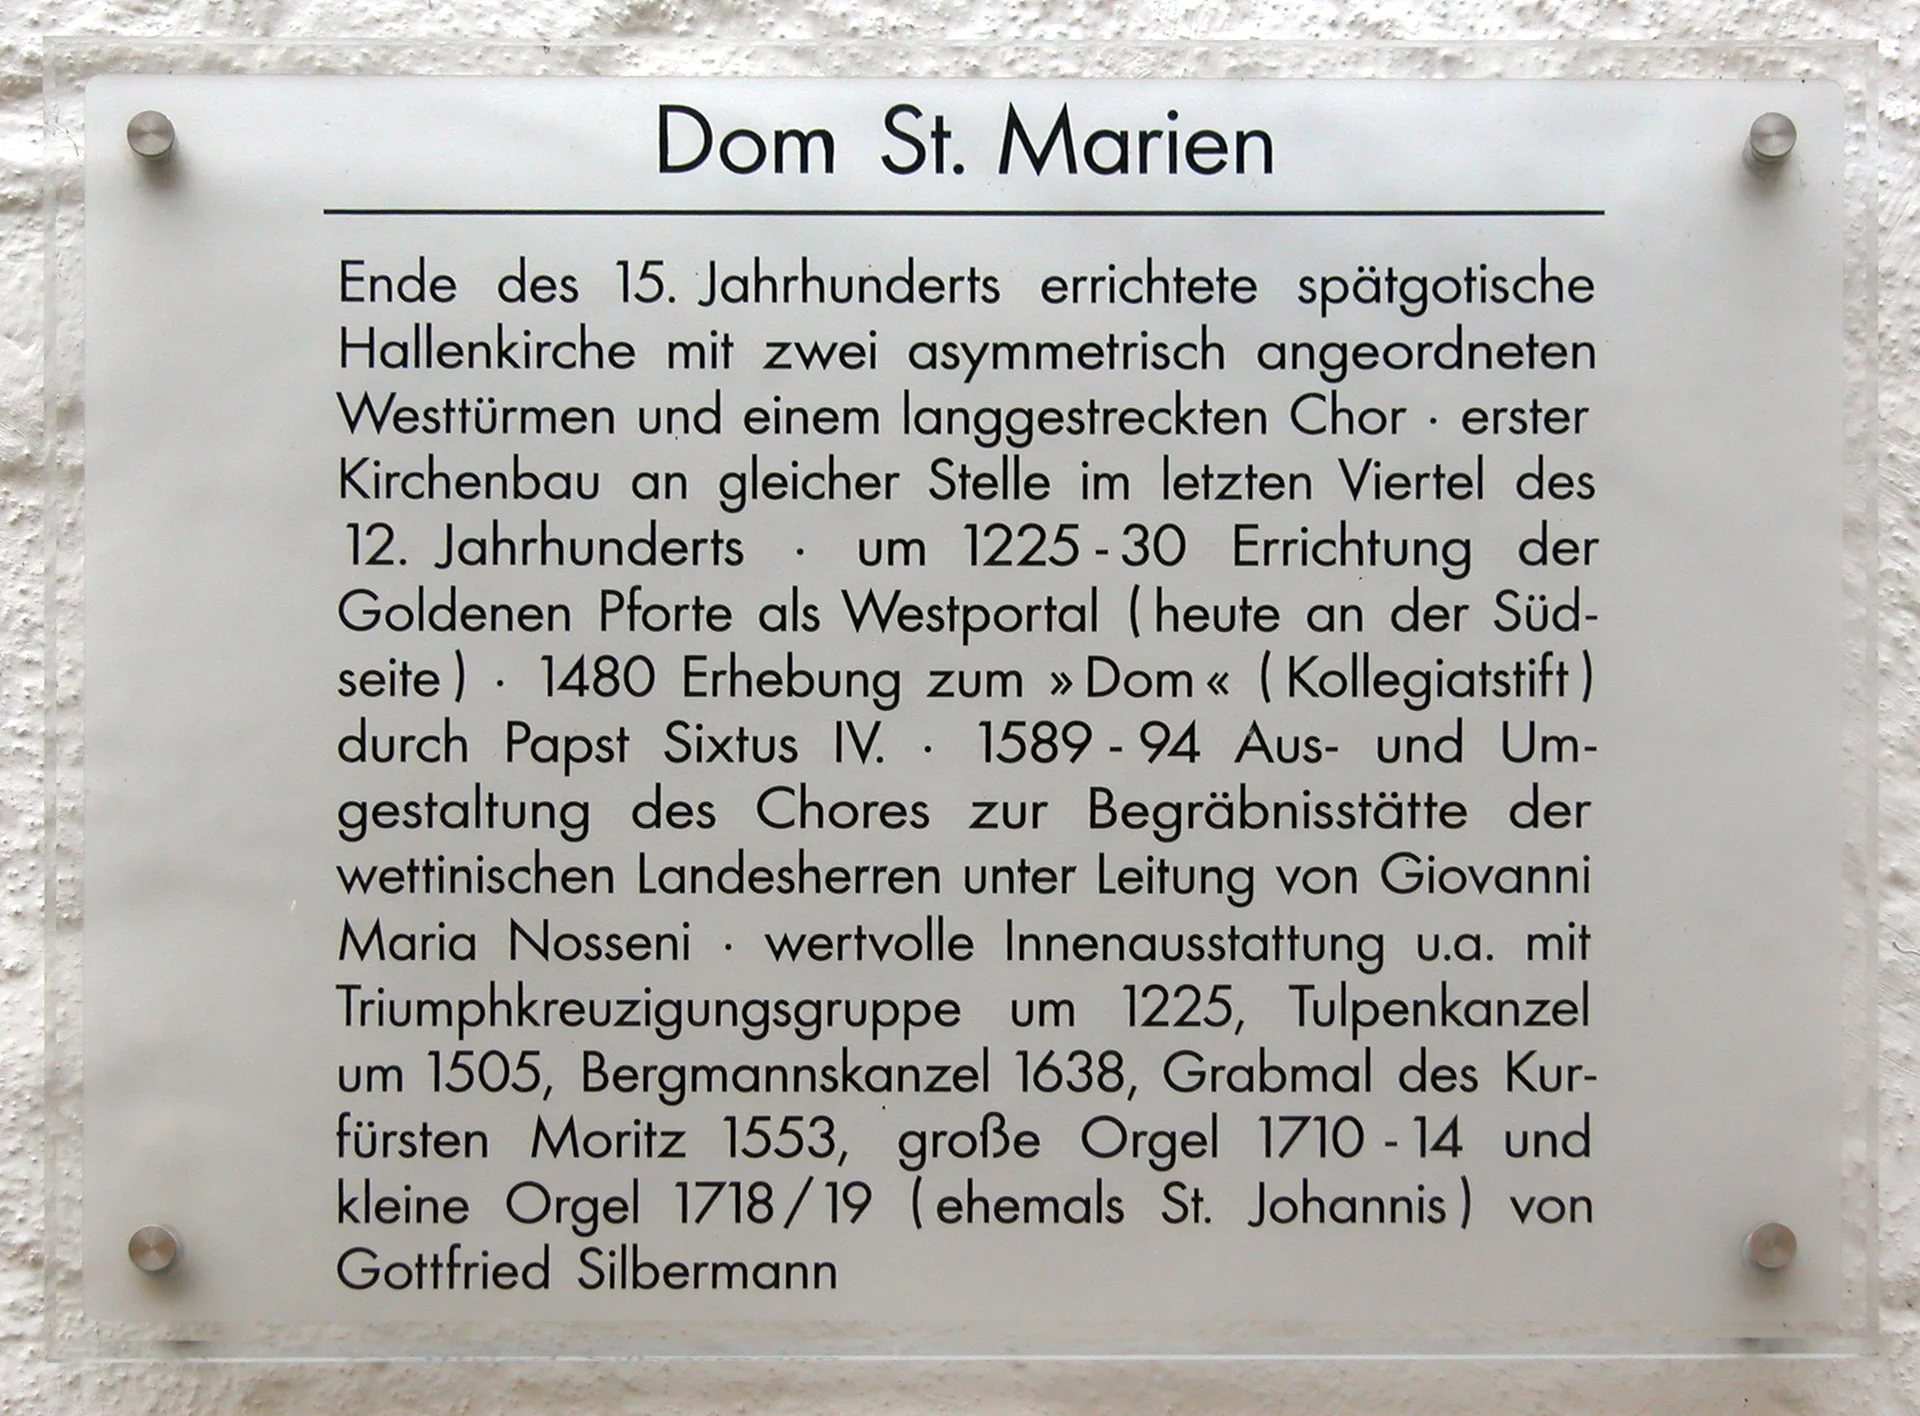 Dom St. Marien
Ende des 15. Jahrhunderts errichtete spätgotische
Hallenkirche mit zwei asymmetrisch angeordneten
Westtürmen und einem langgestreckten Chor · erster
Kirchenbau an gleicher Stelle im letzten Viertel des
12. Jahrhunderts · um 1225 - 30 Errichtung der
Goldenen Pforte als Westportal ( heute an der Süd-
seite ) · 1480 Erhebung zum » Dom « ( Kollegiatstift )
durch Papst Sixtus IV. · 1589 - 94 Aus- und Um-
gestaltung des Chores zur Begräbnisstätte der
wettinischen Landesherren unter Leitung von Giovanni
Maria Nosseni · wertvolle Innenausstattung u.a. mit
Triumphkreuzigungsgruppe um 1225, Tulpenkanzel
um 1505, Bergmannskanzel 1638, Grabmal des Kur-
fürsten Moritz 1553, große Orgel 1710 - 14 und
kleine Orgel 1718 / 19 ( ehemals St. Johannis ) von
Gottfried Silbermann